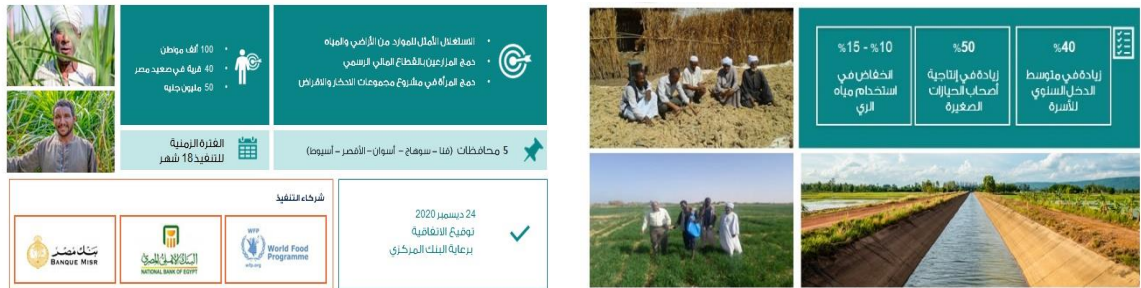 الاستغلال الأمثل للموارد من الأراضي والمياه
دمج المزارعين بالقطاع المالي الرسمي
دمج المرأة في مشروع مجموعات الادخار والاقراض
100 ألف مواطن
40 قرية في صعيد مصر
50 مليون جنيه
5 محافظات (قنا – سوهاج – أسوان – الأقصر – أسيوط)
الفترة الزمنية
للتنفيذ 18 شهر
24 ديسمبر 2020
توقيع الاتفاقية
برعاية البنك المركزي
شركاء التنفيذ
WFP
World Food
Programme
wfp.org
البنك الأهلي المصري
NATIONAL BANK OF EGYPT
بنك مصر
BANQUE MISR
%40
زيادة في متوسط
الدخل السنوي
للأسرة
%50
زيادة في إنتاجية
أصحاب الحيازات
الصغيرة
%15 - %10
انخفاض في
استخدام مياه
الري